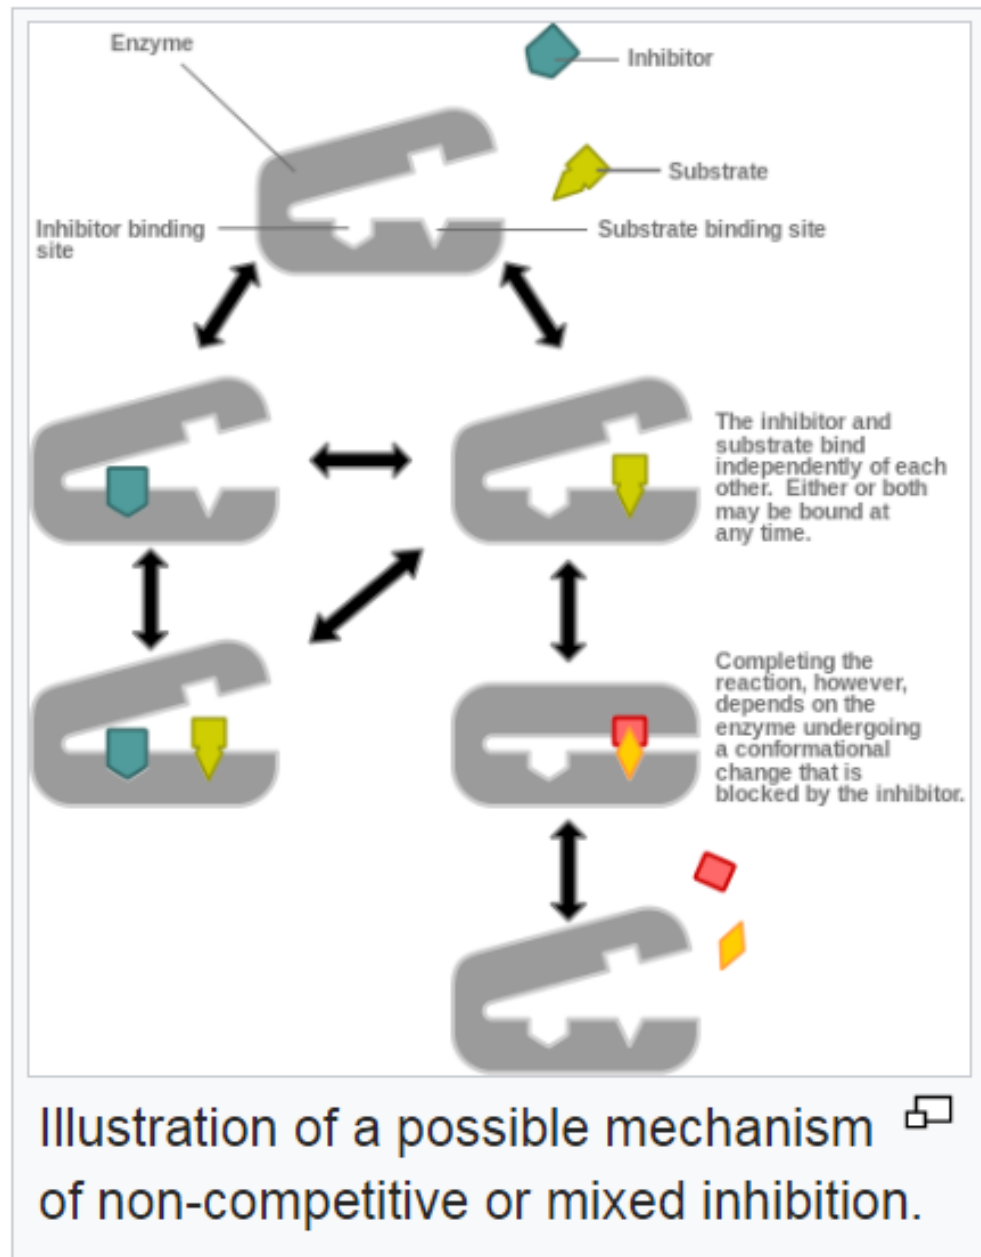 Enzyme
Inhibitor
Substrate
Inhibitor binding
site
Substrate binding site
The inhibitor and
substrate bind
independently of each
other.  Either or both
may be bound at
any time.
Completing the
reaction, however,
depends on the
enzyme undergoing
a conformational
change that is
blocked by the inhibitor.
Illustration of a possible mechanism
of non-competitive or mixed inhibition.